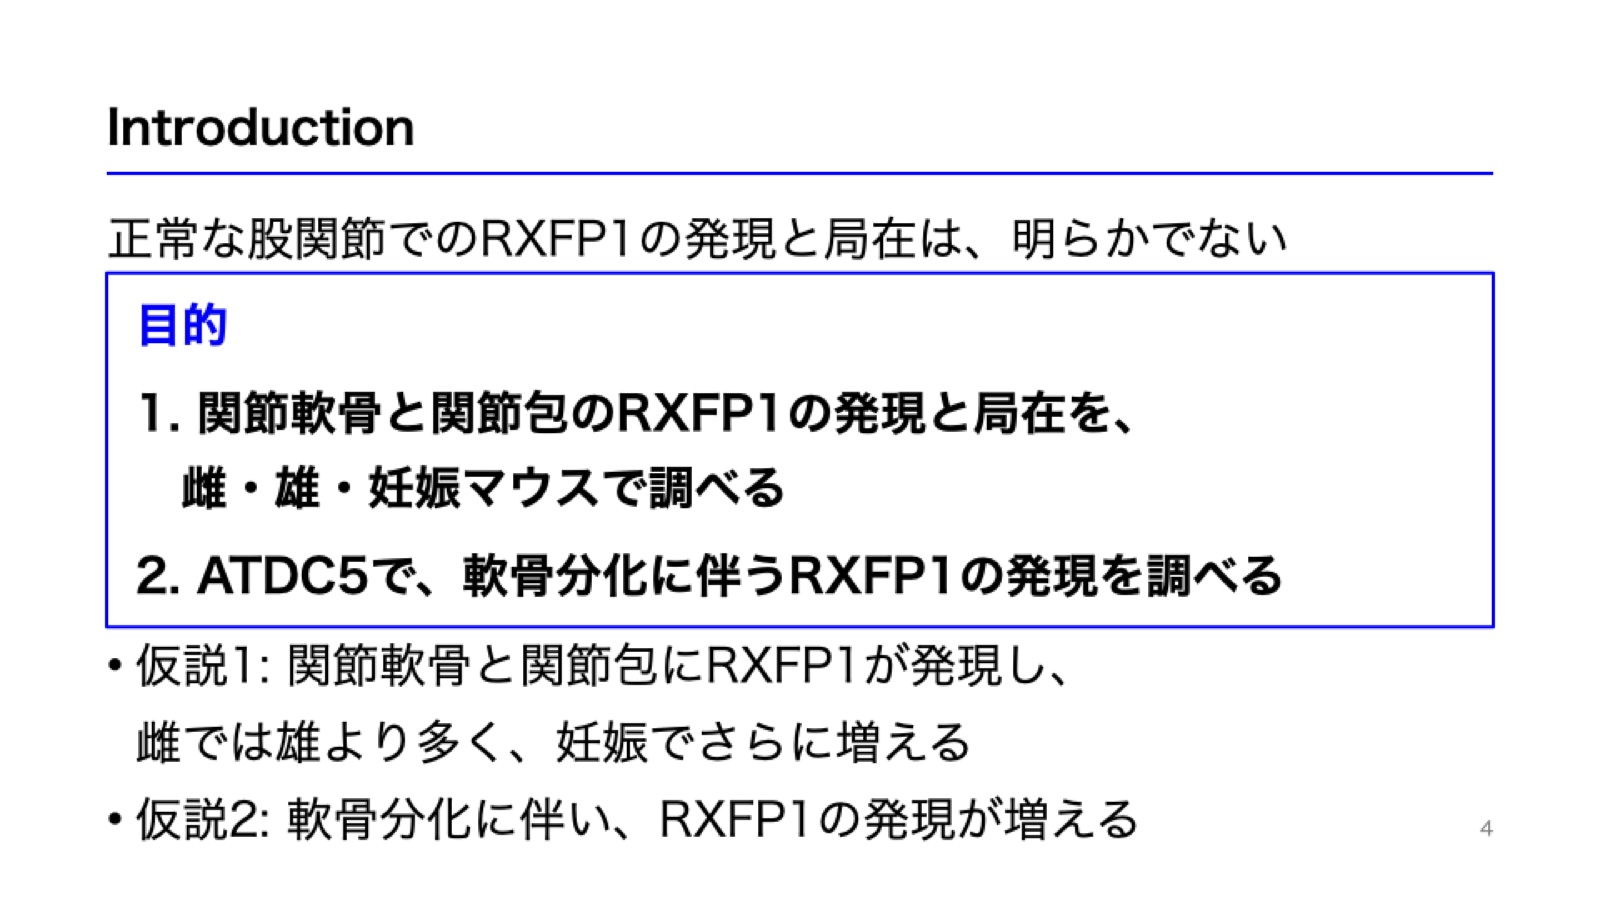 Introduction
正常な股関節でのRXFP1の発現と局在は、明らかでない
目的
1. 関節軟骨と関節包のRXFP1の発現と局在を、
雌・雄・妊娠マウスで調べる
2. ATDC5で、軟骨分化に伴うRXFP1の発現を調べる
• 仮説1: 関節軟骨と関節包にRXFP1が発現し、
雌では雄より多く、妊娠でさらに増える
• 仮説2: 軟骨分化に伴い、RXFP1の発現が増える
4